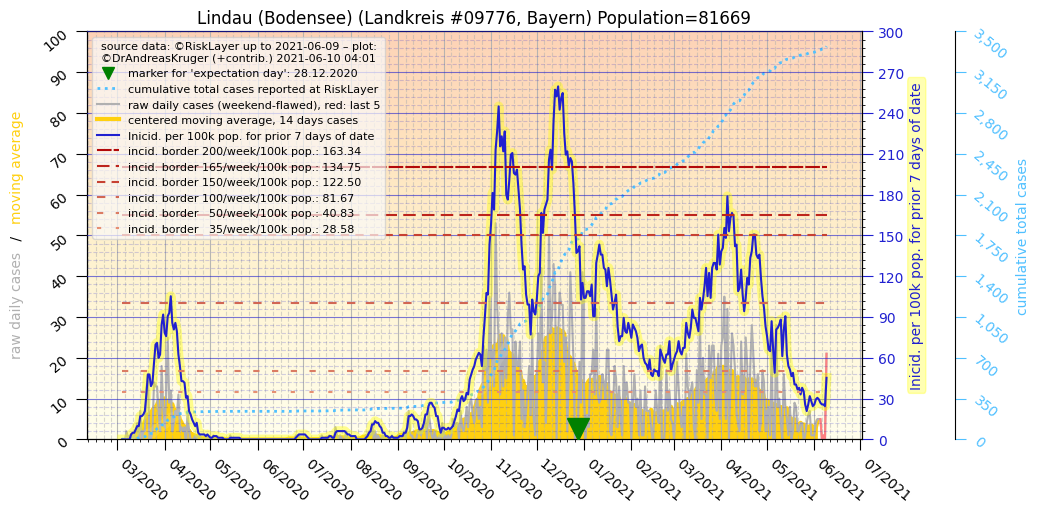 Lindau (Bodensee) (Landkreis #09776, Bayern) Population=81669
source data: ©RiskLayer up to 2021-06-09 – plot:
©DrAndreasKruger (+contrib.) 2021-06-10 04:01
marker for 'expectation day': 28.12.2020
cumulative total cases reported at RiskLayer
raw daily cases (weekend-flawed), red: last 5
centered moving average, 14 days cases
Inicid. per 100k pop. for prior 7 days of date
incid. border 200/week/100k pop.: 163.34
incid. border 165/week/100k pop.: 134.75
incid. border 150/week/100k pop.: 122.50
incid. border 100/week/100k pop.: 81.67
incid. border 50/week/100k pop.: 40.83
incid. border 35/week/100k pop.: 28.58
raw daily cases / moving average
100
90
80
70
60
50
40
30
20
10
0
300
270
240
210
180
150
120
90
60
30
0
Inicid. per 100k pop. for prior 7 days of date
3,500
3,150
2,800
2,450
2,100
1,750
1,400
1,050
700
350
0
cumulative total cases
03/2020
04/2020
05/2020
06/2020
07/2020
08/2020
09/2020
10/2020
11/2020
12/2020
01/2021
02/2021
03/2021
04/2021
05/2021
06/2021
07/2021